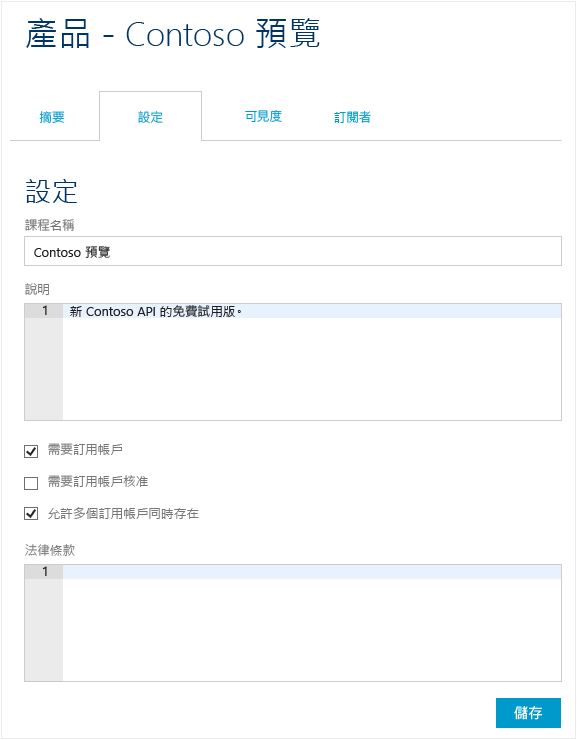 產品 - Contoso 預覽
摘要 設定 可見度 訂閱者
設定
課程名稱
Contoso 預覽
說明
1 新 Contoso API 的免費試用版。
需要訂用帳戶
需要訂用帳戶核准
允許多個訂用帳戶同時存在
法律條款
1
儲存